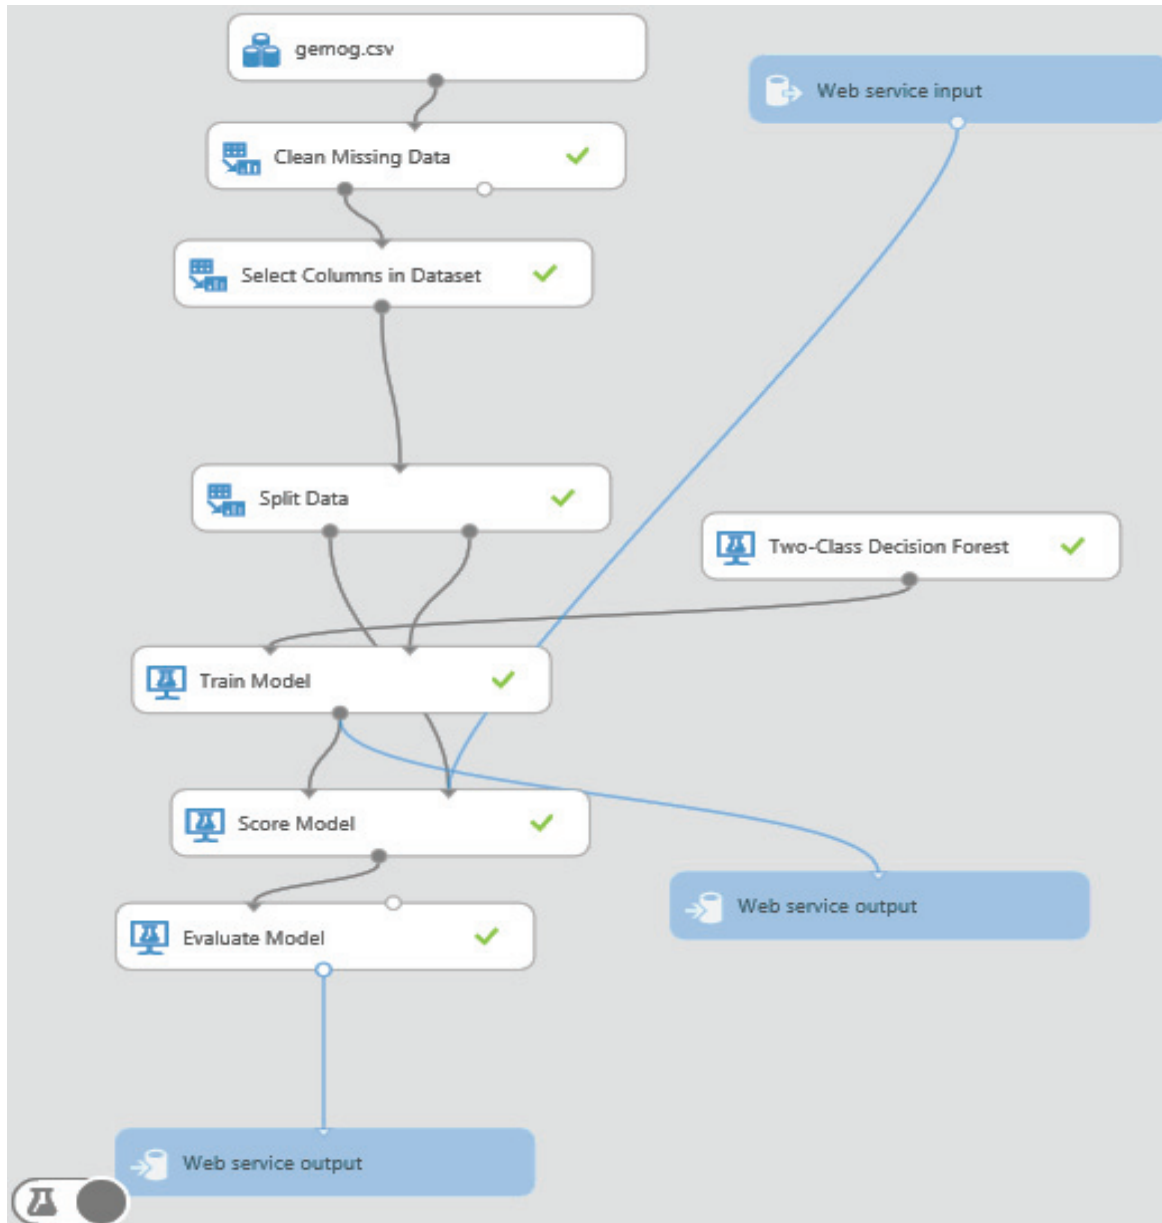 gemog.csv
Web service input
Clean Missing Data
Select Columns in Dataset
Split Data
Two-Class Decision Forest
Train Model
Score Model
Web service output
Evaluate Model
Web service output